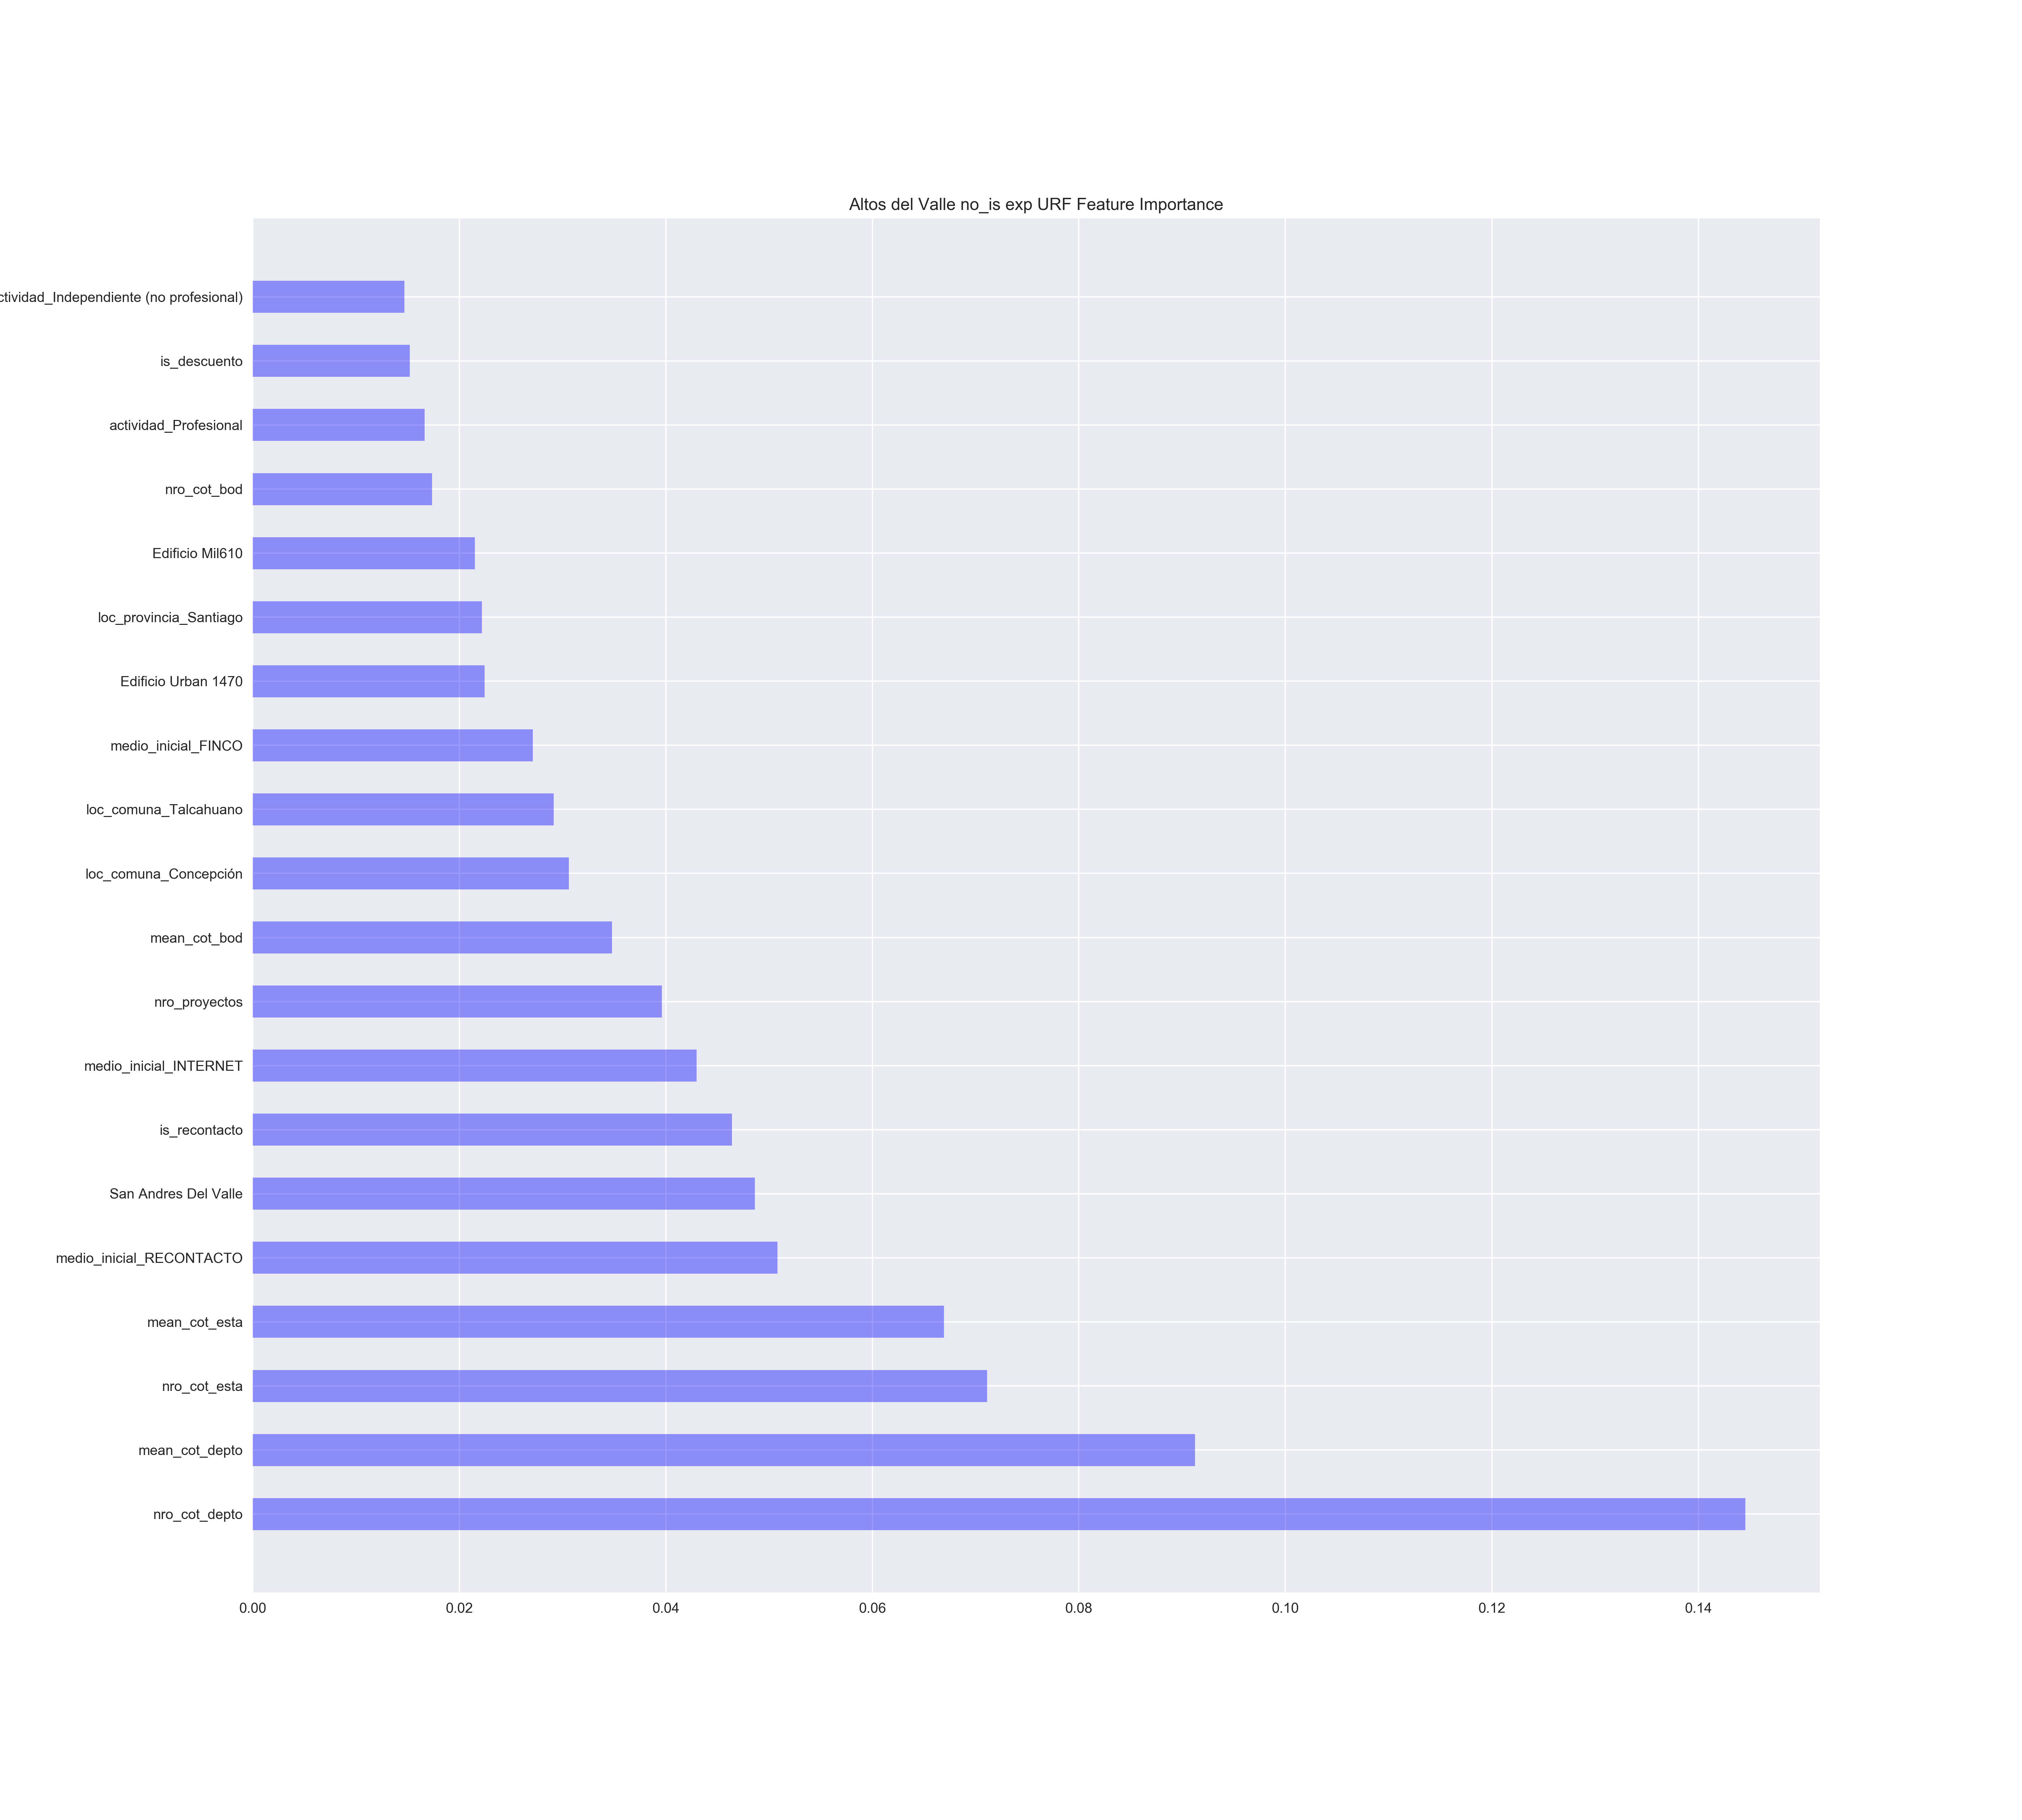 Altos del Valle no_is exp URF Feature Importance
ctividad_Independiente (no profesional)
is_descuento
actividad_Profesional
nro_cot_bod
Edificio Mil610
loc_provincia_Santiago
Edificio Urban 1470
medio_inicial_FINCO
loc_comuna_Talcahuano
loc_comuna_Concepción
mean_cot_bod
nro_proyectos
medio_inicial_INTERNET
is_recontacto
San Andres Del Valle
medio_inicial_RECONTACTO
mean_cot_esta
nro_cot_esta
mean_cot_depto
nro_cot_depto
0.00 0.02 0.04 0.06 0.08 0.10 0.12 0.14